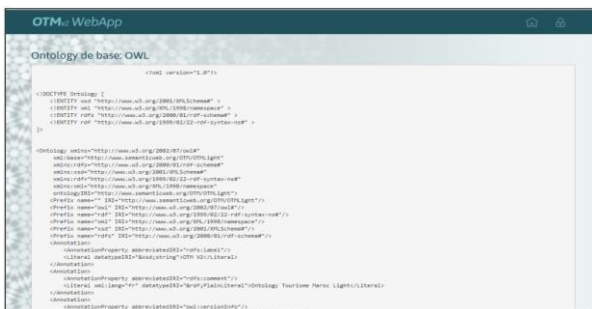 OTMv2 WebApp
Ontology de base: OWL
<?xml version="1.0"?>
<!DOCTYPE Ontology [
<!ENTITY xsd "http://www.w3.org/2001/XMLSchema#" >
<!ENTITY xml "http://www.w3.org/XML/1998/namespace" >
<!ENTITY rdfs "http://www.w3.org/2000/01/rdf-schema#" >
<!ENTITY rdf "http://www.w3.org/1999/02/22-rdf-syntax-ns#" >
]>
<Ontology xmlns="http://www.w3.org/2002/07/owl#"
xml:base="http://www.semanticweb.org/OTM/OTMLight"
xmlns:rdfs="http://www.w3.org/2000/01/rdf-schema#"
xmlns:xsd="http://www.w3.org/2001/XMLSchema#"
xmlns:rdf="http://www.w3.org/1999/02/22-rdf-syntax-ns#"
xmlns:xml="http://www.w3.org/XML/1998/namespace"
ontologyIRI="http://www.semanticweb.org/OTM/OTMLight">
<Prefix name="" IRI="http://www.semanticweb.org/OTM/OTMLight"/>
<Prefix name="owl" IRI="http://www.w3.org/2002/07/owl#"/>
<Prefix name="rdf" IRI="http://www.w3.org/1999/02/22-rdf-syntax-ns#"/>
<Prefix name="xml" IRI="http://www.w3.org/XML/1998/namespace"/>
<Prefix name="xsd" IRI="http://www.w3.org/2001/XMLSchema#"/>
<Prefix name="rdfs" IRI="http://www.w3.org/2000/01/rdf-schema#"/>
<Annotation>
<AnnotationProperty abbreviatedIRI="rdfs:label"/>
<Literal datatypeIRI="&xsd;string">OTM V2</Literal>
</Annotation>
<Annotation>
<AnnotationProperty abbreviatedIRI="rdfs:comment"/>
<Literal xml:lang="fr" datatypeIRI="&rdf;PlainLiteral">Ontology Tourisme Maroc Light</Literal>
</Annotation>
<Annotation>
<AnnotationProperty abbreviatedIRI="owl:versionInfo"/>